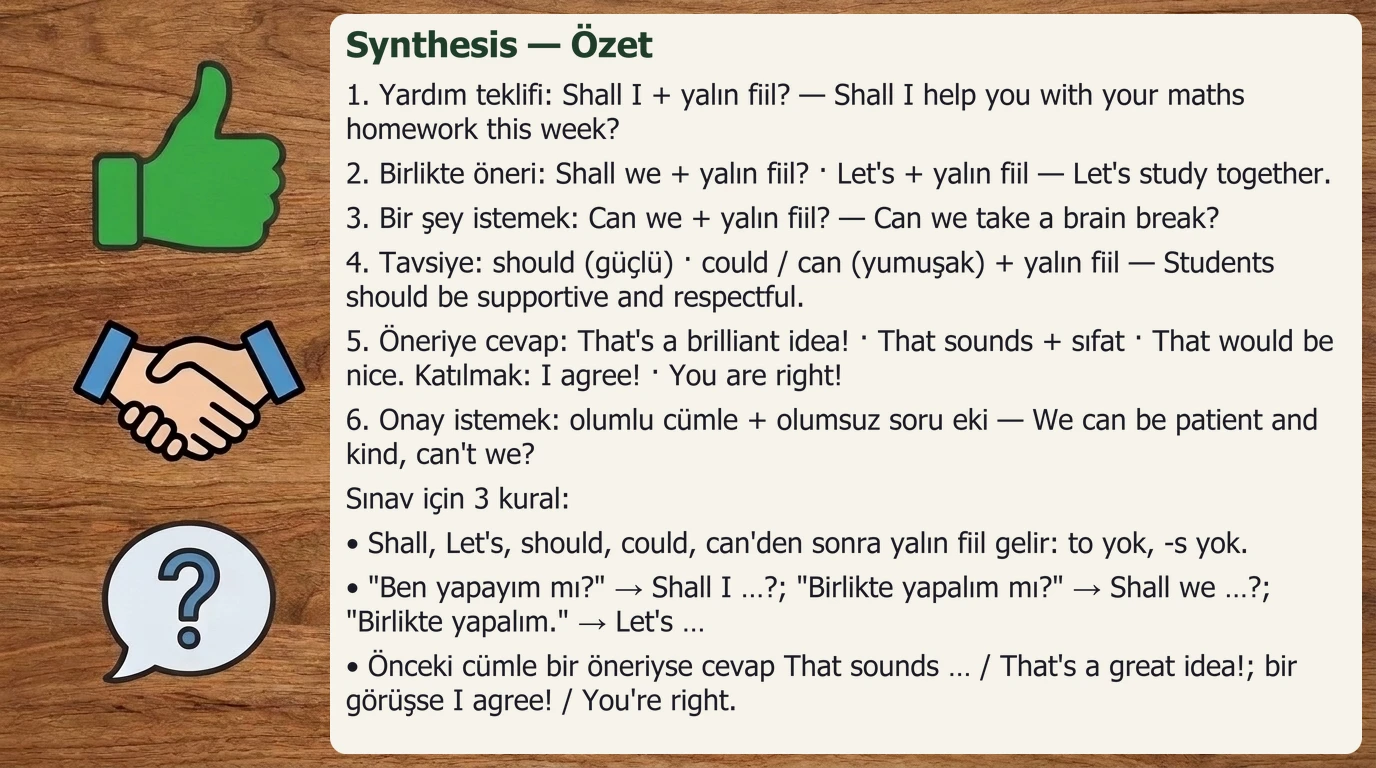 Synthesis — Özet
1. Yardım teklifi: Shall I + yalın fiil? — Shall I help you with your maths
homework this week?
2. Birlikte öneri: Shall we + yalın fiil? · Let's + yalın fiil — Let's study together.
3. Bir şey istemek: Can we + yalın fiil? — Can we take a brain break?
4. Tavsiye: should (güçlü) · could / can (yumuşak) + yalın fiil — Students
should be supportive and respectful.
5. Öneriye cevap: That's a brilliant idea! · That sounds + sıfat · That would be
nice. Katılmak: I agree! · You are right!
6. Onay istemek: olumlu cümle + olumsuz soru eki — We can be patient and
kind, can't we?
Sınav için 3 kural:
• Shall, Let's, should, could, can'den sonra yalın fiil gelir: to yok, -s yok.
• "Ben yapayım mı?" → Shall I ...?; "Birlikte yapalım mı?" → Shall we ...?;
"Birlikte yapalım." → Let's ...
• Önceki cümle bir öneriyse cevap That sounds ... / That's a great idea!; bir
görüşse I agree! / You're right.
?